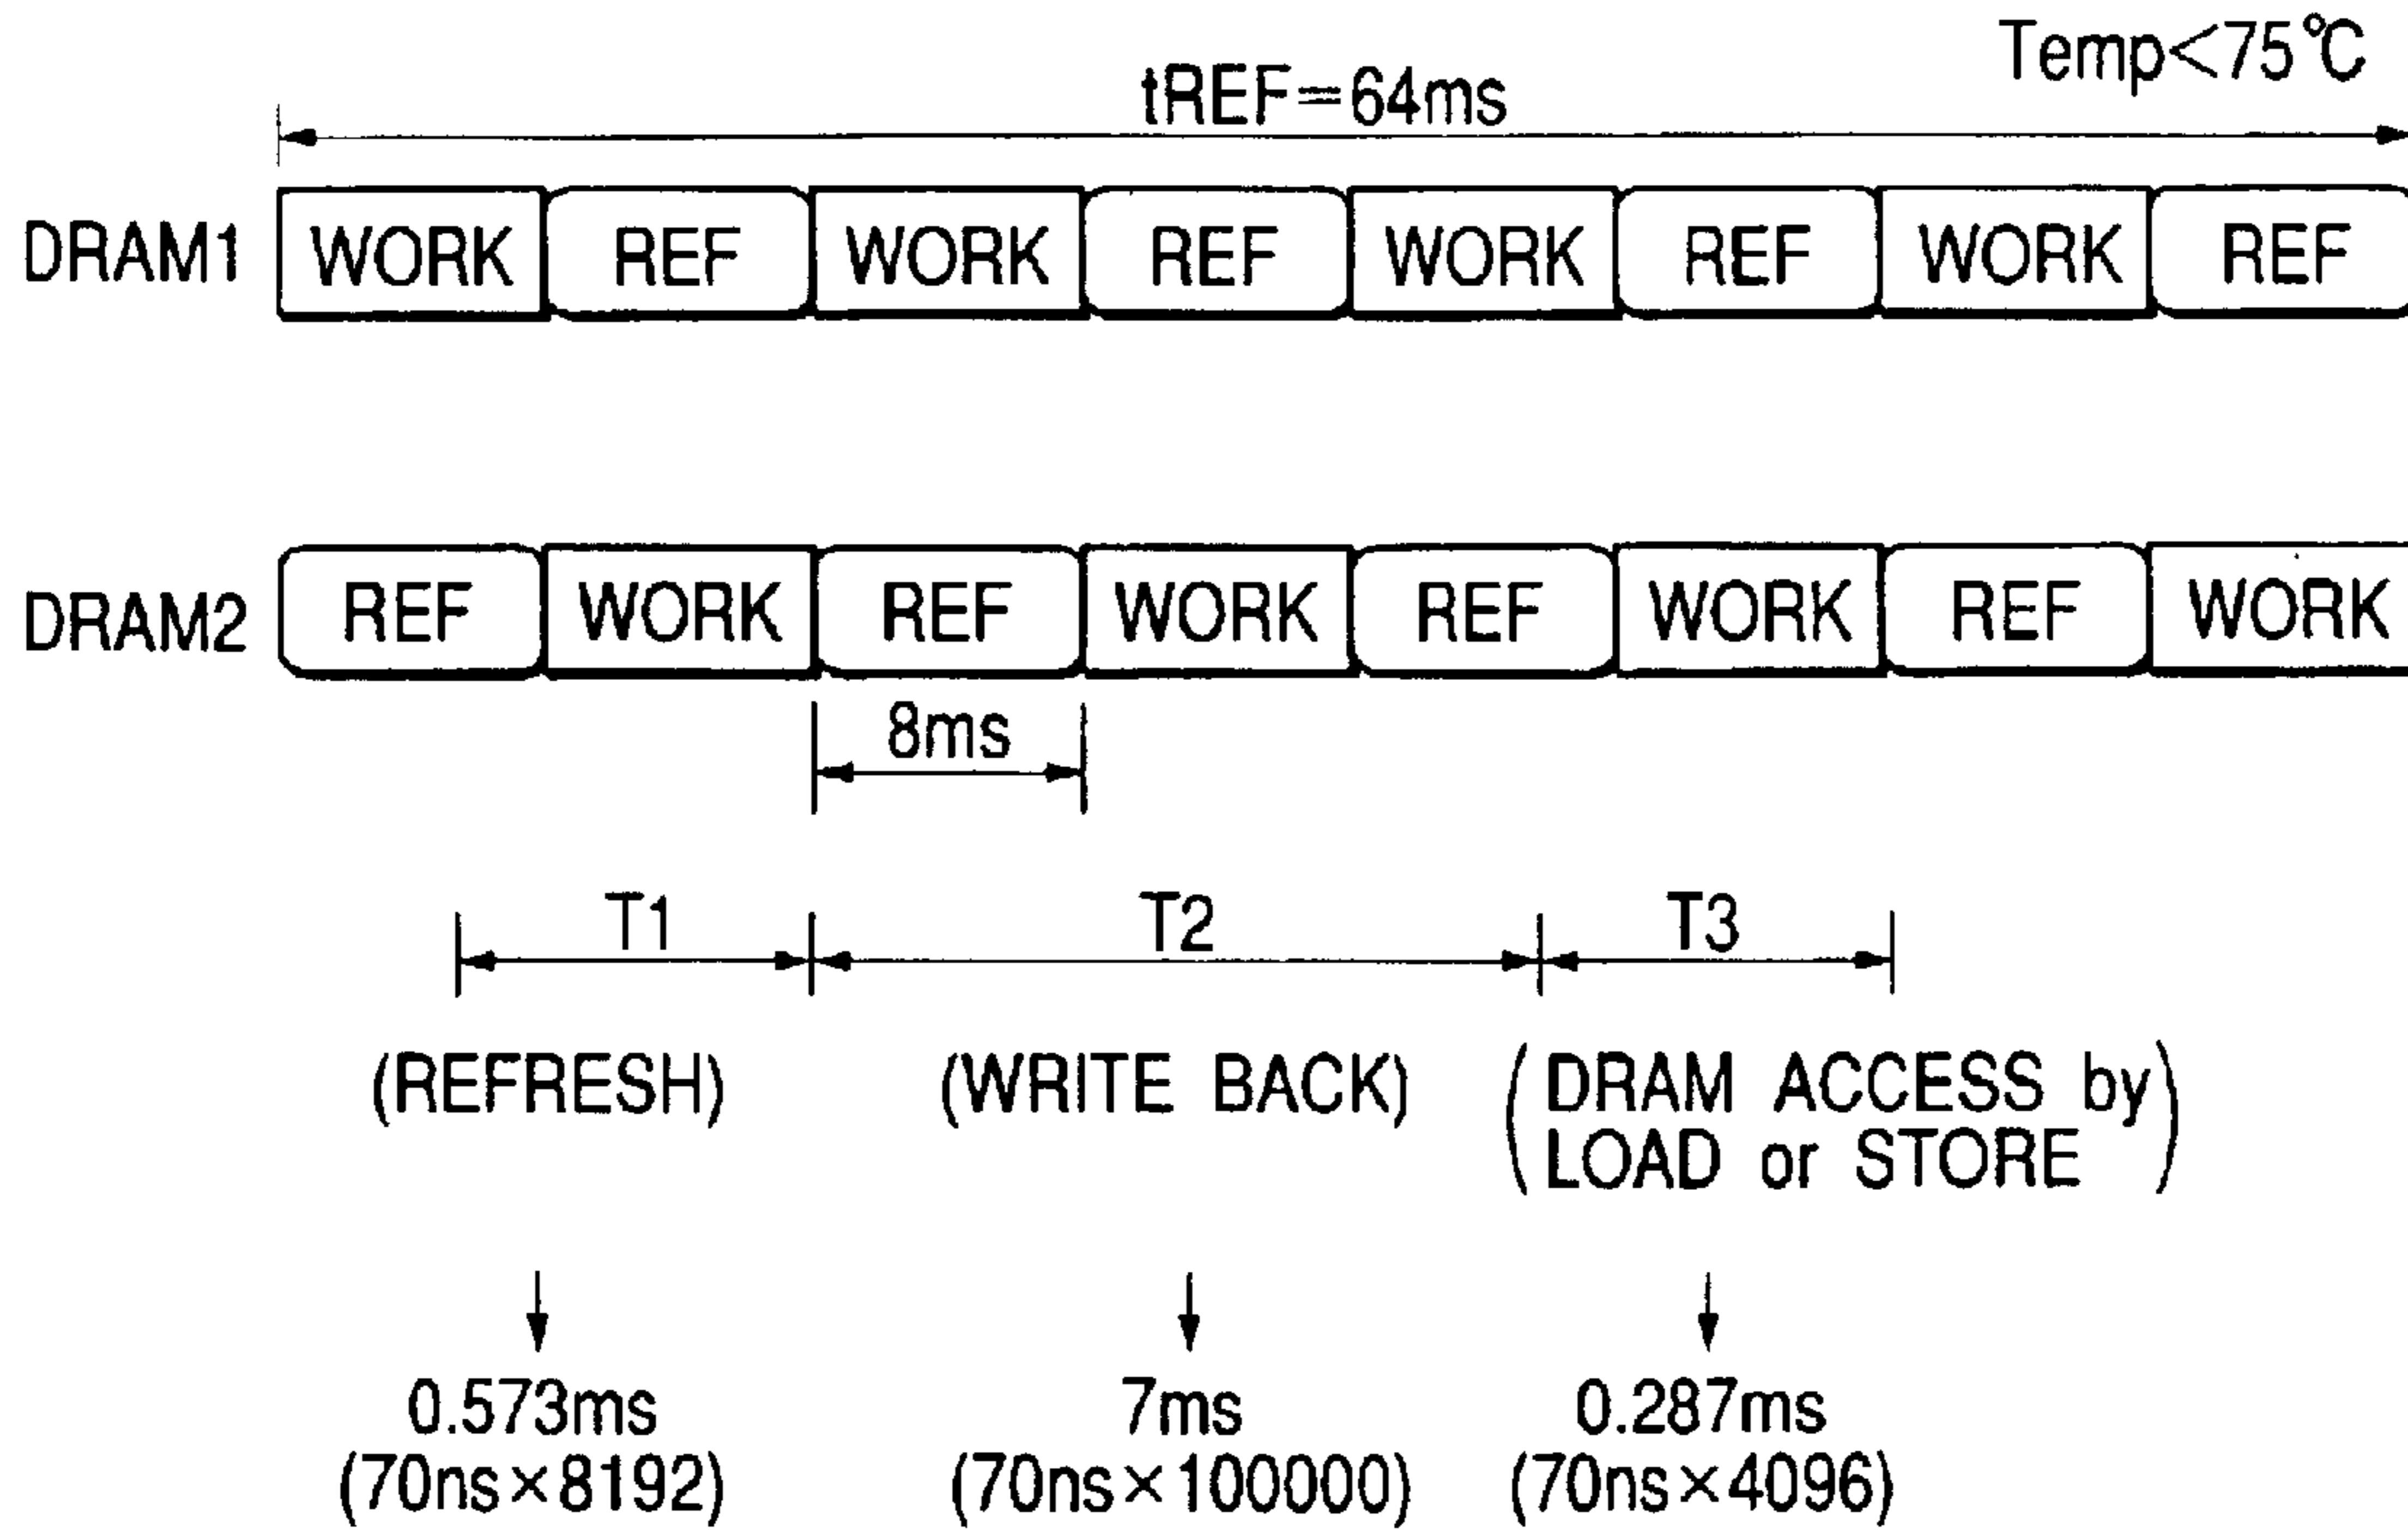 Temp<75℃
tREF=64ms
DRAM1 WORK REF WORK REF WORK REF WORK REF
DRAM2 REF WORK REF WORK REF WORK REF WORK
8ms
T1 T2 T3
(REFRESH) (WRITE BACK) (DRAM ACCESS by
LOAD or STORE)
0.573ms 7ms 0.287ms
(70ns×8192) (70ns×100000) (70ns×4096)